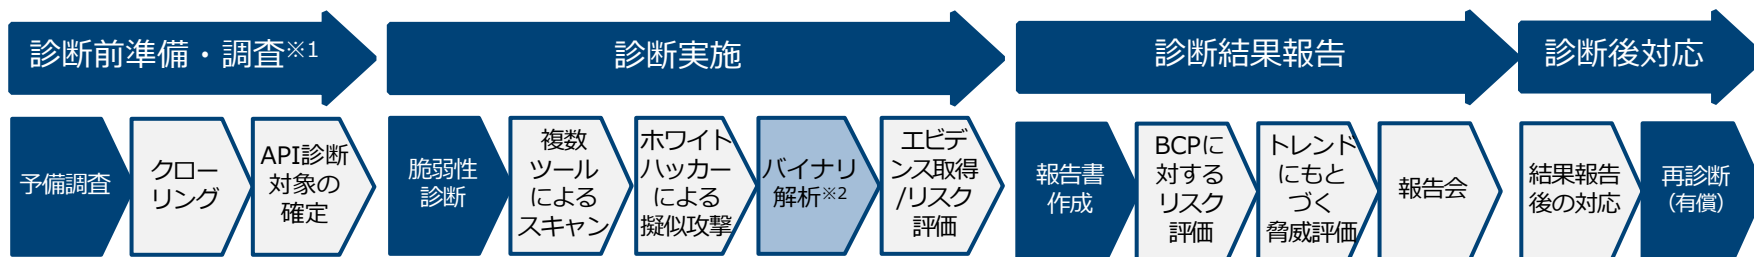 診断前準備・調査※1
診断実施
診断結果報告
診断後対応
予備調査
クロー
リング
API診断
対象の
確定
脆弱性
診断
複数
ツール
による
スキャン
ホワイト
ハッカー
による
擬似攻撃
バイナリ
解析※2
エビデ
ンス取得
/リスク
評価
報告書
作成
BCPに
対する
リスク
評価
トレンド
にもと
づく
脅威評価
報告会
結果報告
後の対応
再診断
（有償）